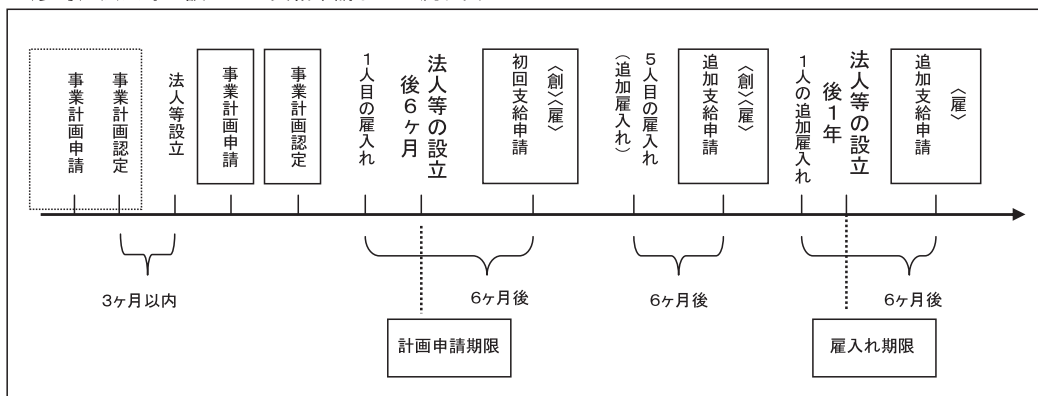 事業計画申請
事業計画認定
法人等設立
事業計画申請
事業計画認定
1人目の雇入れ
法人等の設立
後6ヶ月
〈創〉〈雇〉
初回支給申請
5人目の雇入れ
(追加雇入れ)
〈創〉〈雇〉
追加支給申請
1人の追加雇入れ
法人等の設立
後1年
〈雇〉
追加支給申請
3ヶ月以内
6ヶ月後
6ヶ月後
6ヶ月後
計画申請期限
雇入れ期限